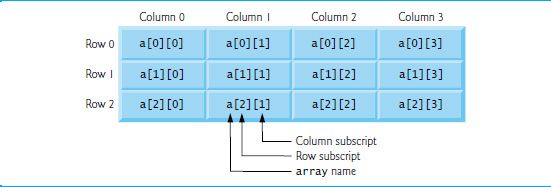 Column 0 Column 1 Column 2 Column 3
Row 0 a[0][0] a[0][1] a[0][2] a[0][3]
Row 1 a[1][0] a[1][1] a[1][2] a[1][3]
Row 2 a[2][0] a[2][1] a[2][2] a[2][3]
Column subscript
Row subscript
array name